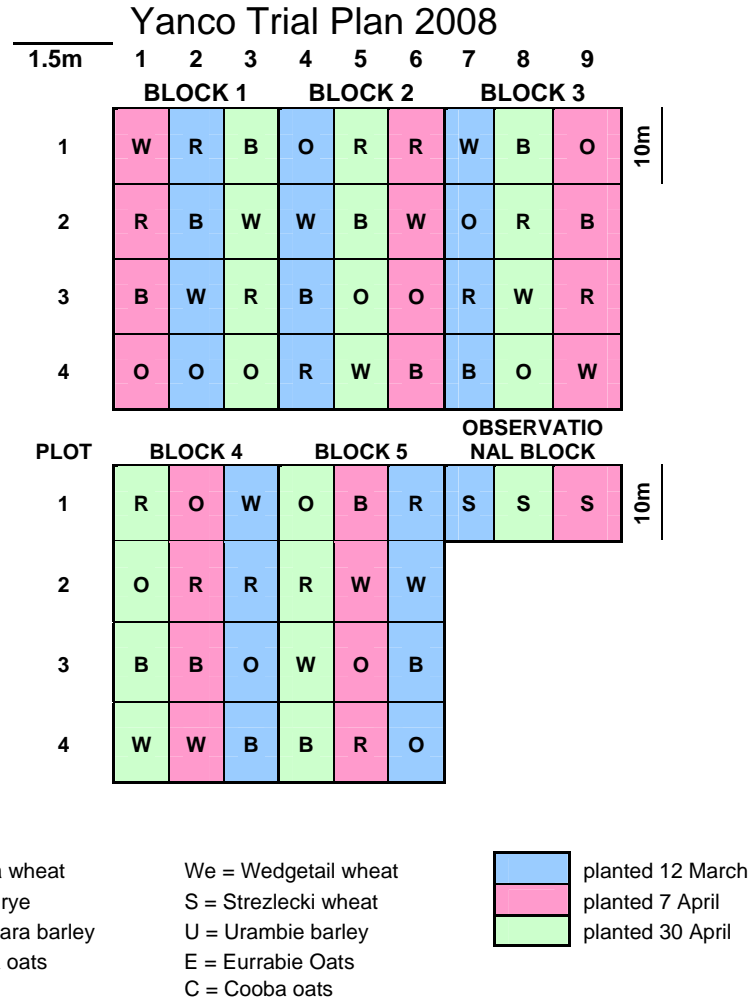 Yanco Trial Plan 2008
1.5m 1 2 3 4 5 6 7 8 9
BLOCK 1 BLOCK 2 BLOCK 3
1 W R B O R R W B O 10m
2 R B W W B W O R B
3 B W R B O O R W R
4 O O O R W B B O W
PLOT BLOCK 4 BLOCK 5 OBSERVATIO
NAL BLOCK
1 R O W O B R S S S 10m
2 O R R R W W
3 B B O W O B
4 W W B B R O
wheat We = Wedgetail wheat planted 12 March
rye S = Strezlecki wheat planted 7 April
barley U = Urambie barley planted 30 April
oats E = Eurrabie Oats
C = Cooba oats